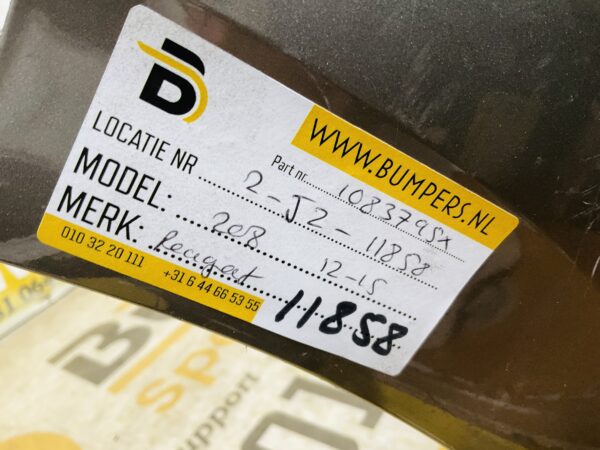 WWW.BUMPERS.NL
Part nr. 10837954
LOCATIE NR 2-J2-11858
MODEL: 208 12-15
MERK: Peugeot
010 32 20 111 +31 6 44 66 53 55
11858